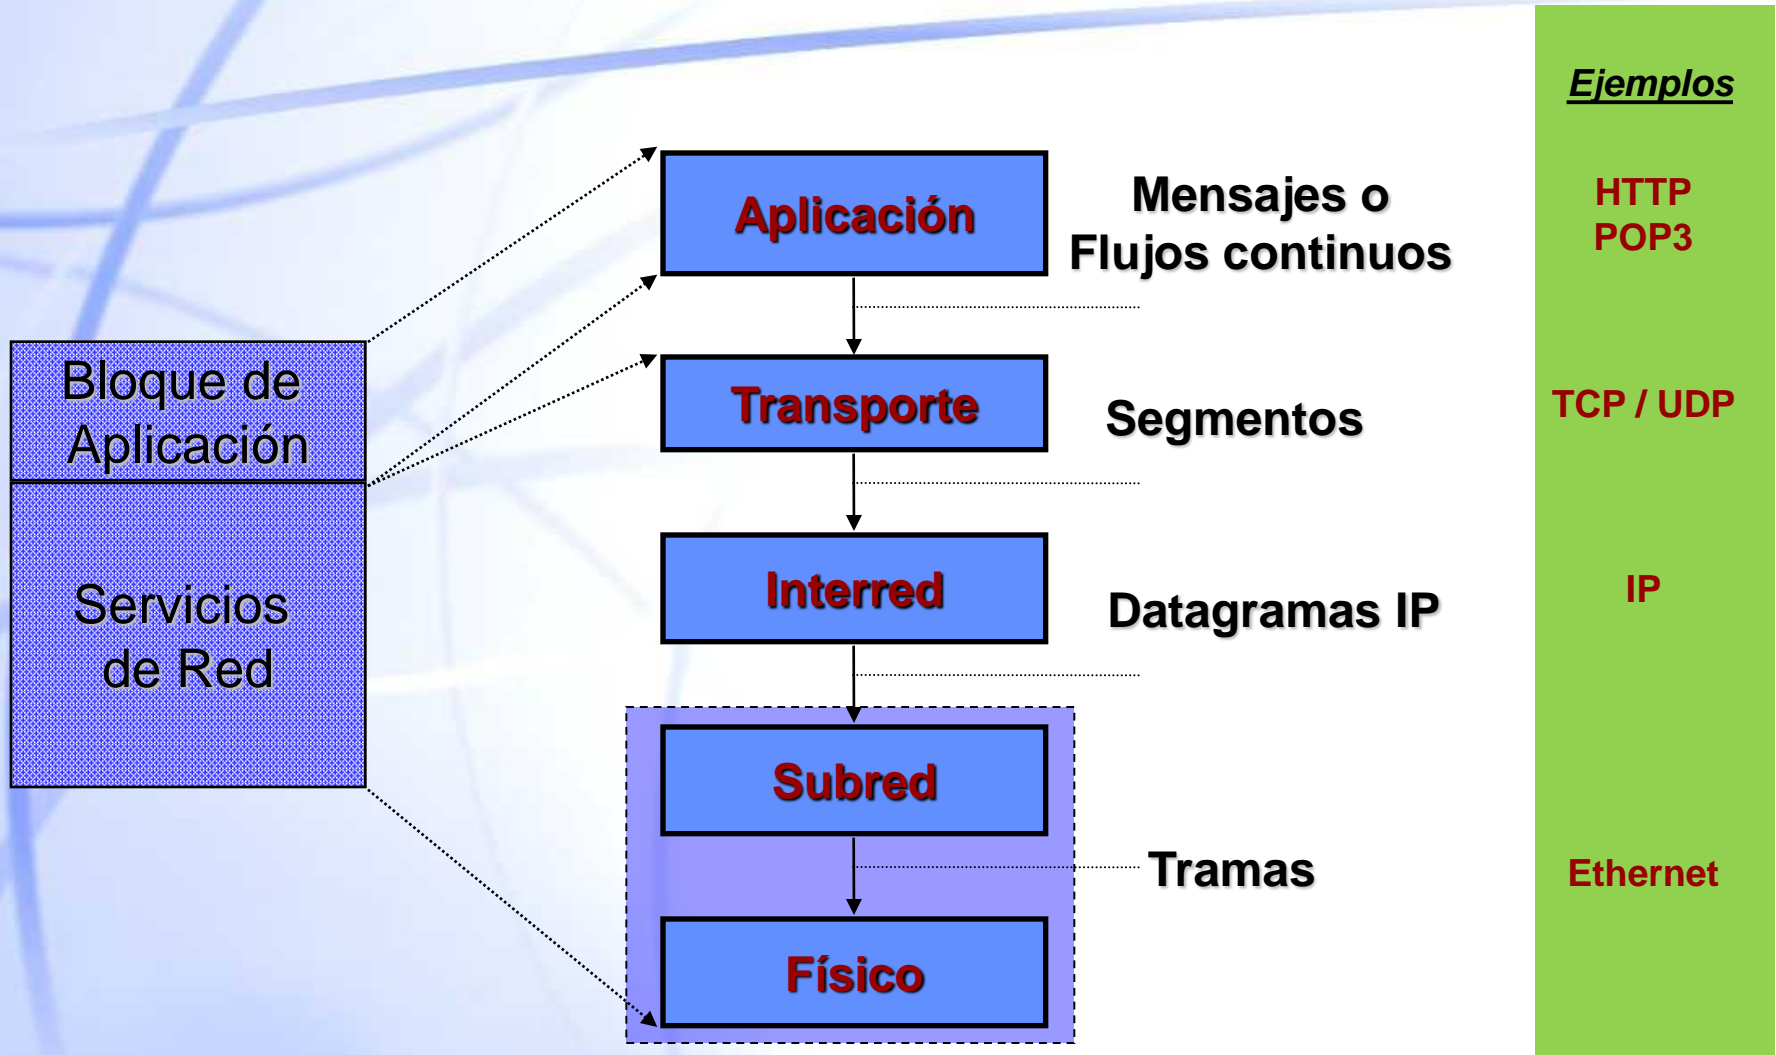 Bloque de
Aplicación
Servicios
de Red
Aplicación
Transporte
Interred
Subred
Físico
Mensajes o
Flujos continuos
Segmentos
Datagramas IP
Tramas
Ejemplos
HTTP
POP3
TCP / UDP
IP
Ethernet